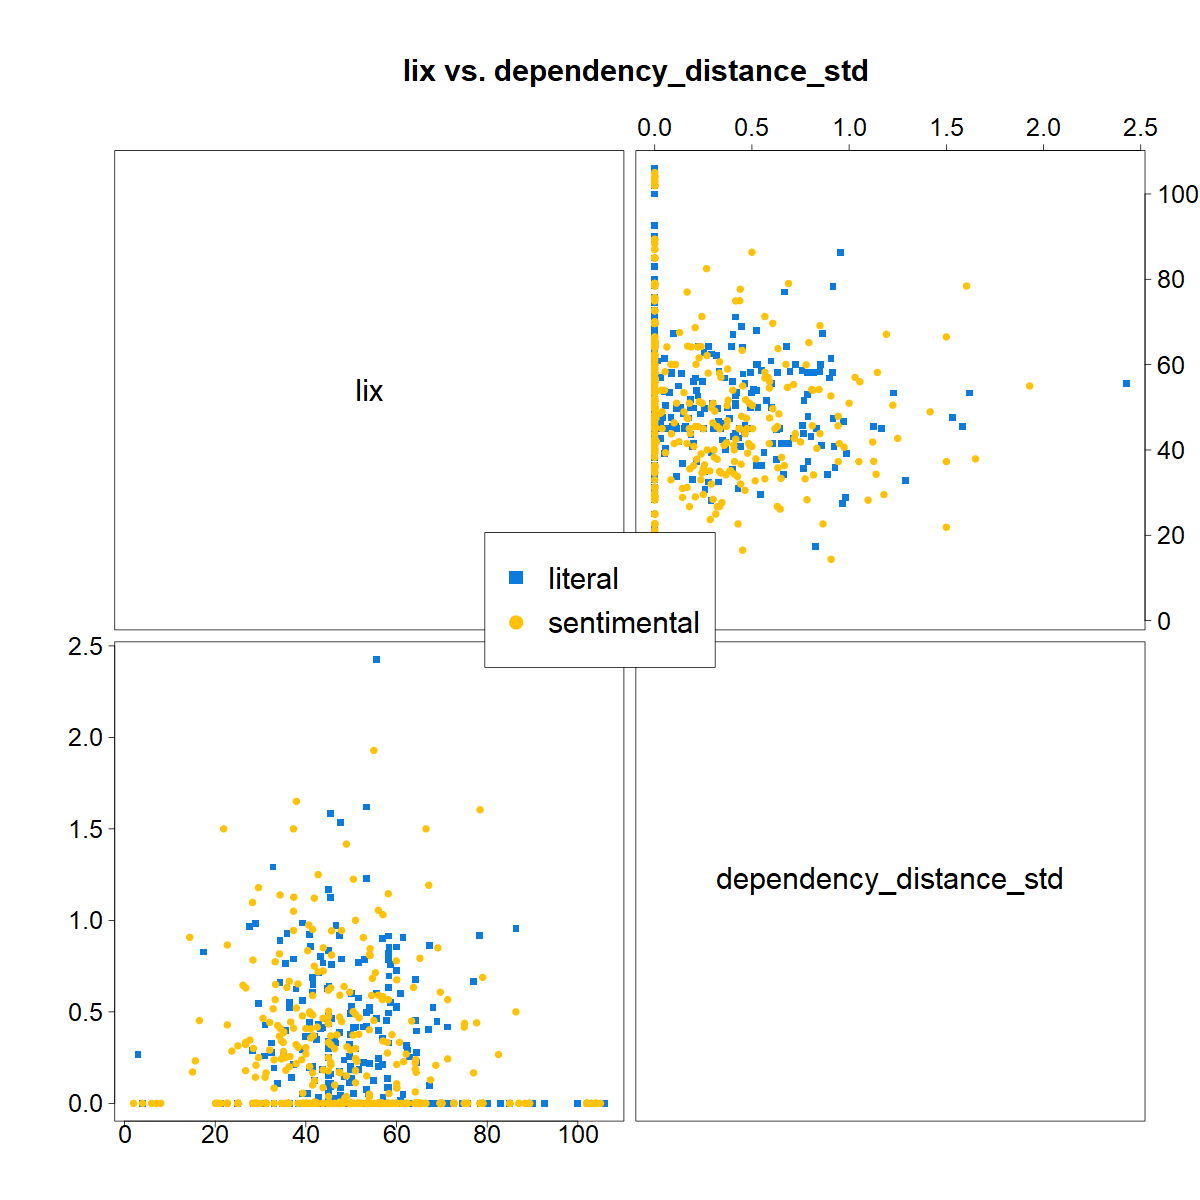 lix vs. dependency_distance_std
0.0 0.5 1.0 1.5 2.0 2.5
lix
100
80
60
40
20
0
literal
sentimental
2.5
2.0
1.5
1.0
0.5
0.0
dependency_distance_std
0 20 40 60 80 100